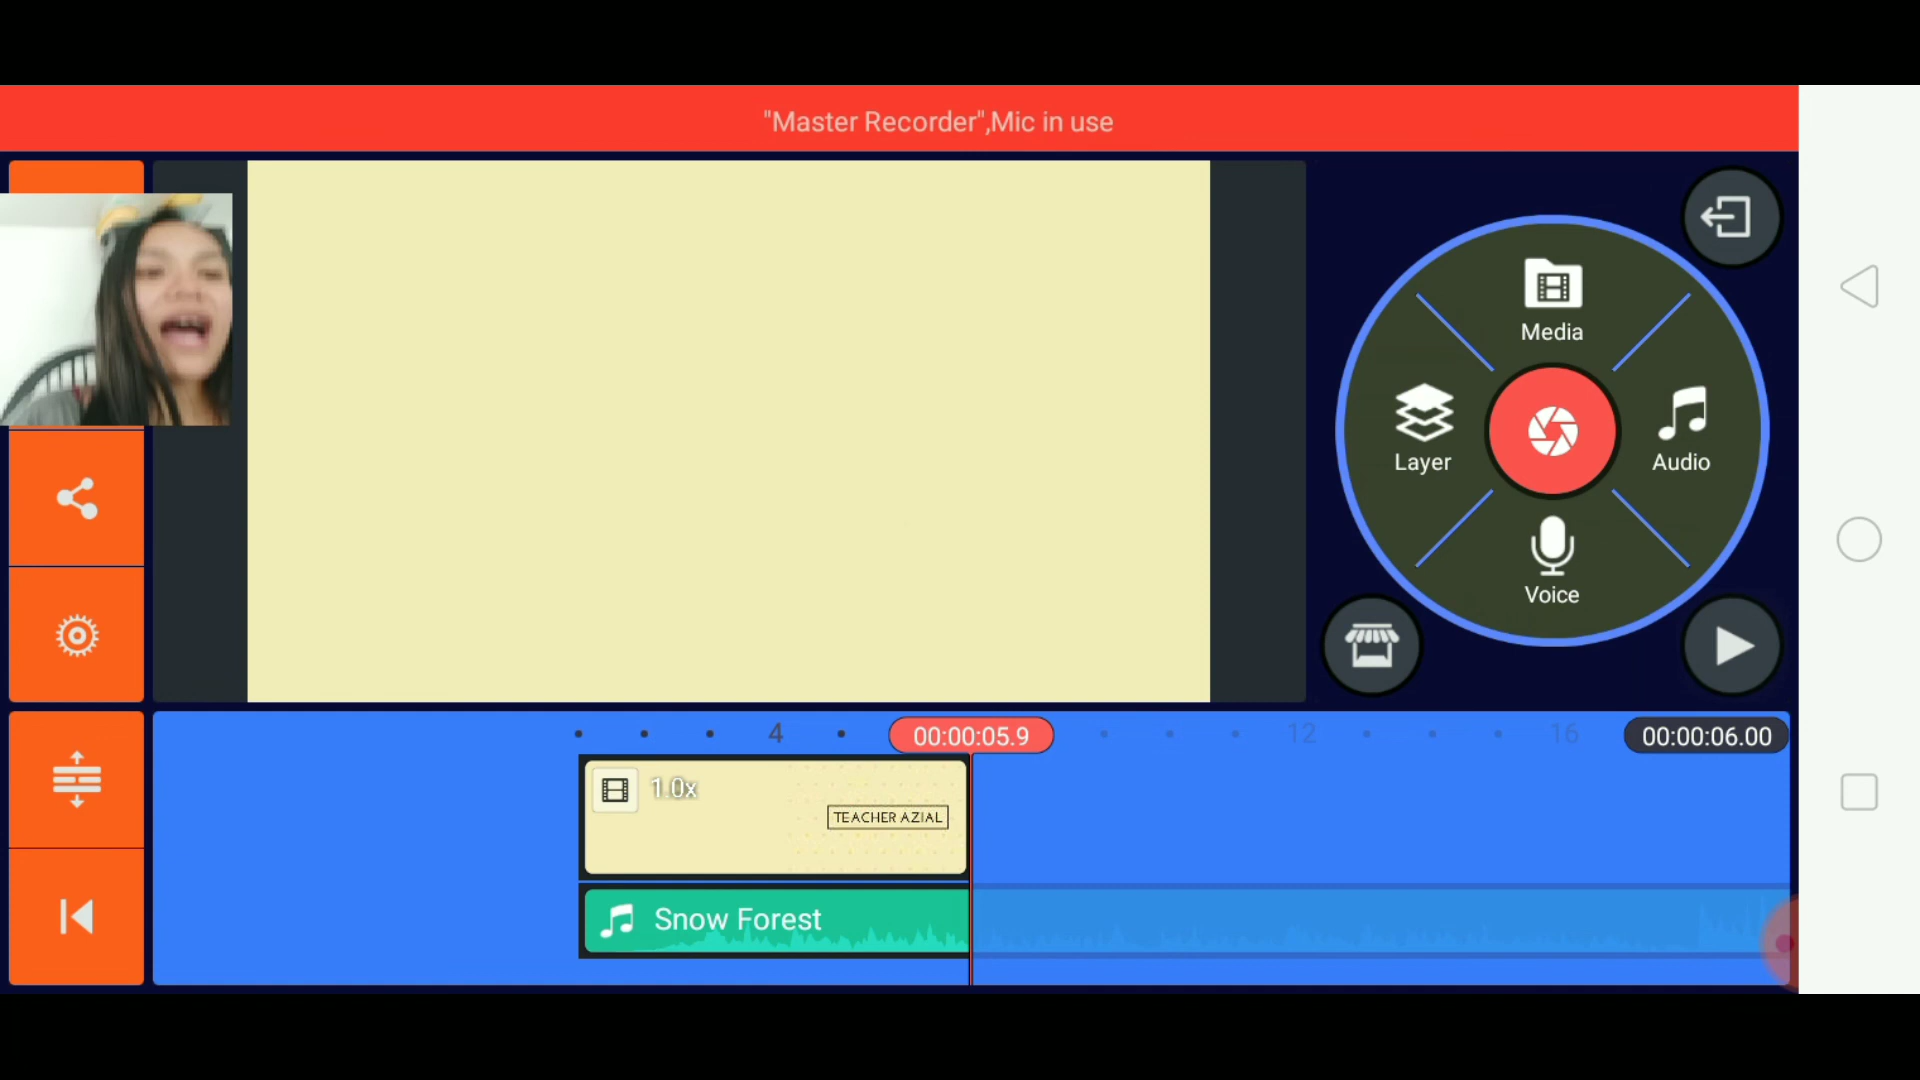 "Master Recorder",Mic in use
Media
Layer
Audio
Voice
4
00:00:05.9
12
16
00:00:06.00
1.0x
TEACHER AZIAL
Snow Forest